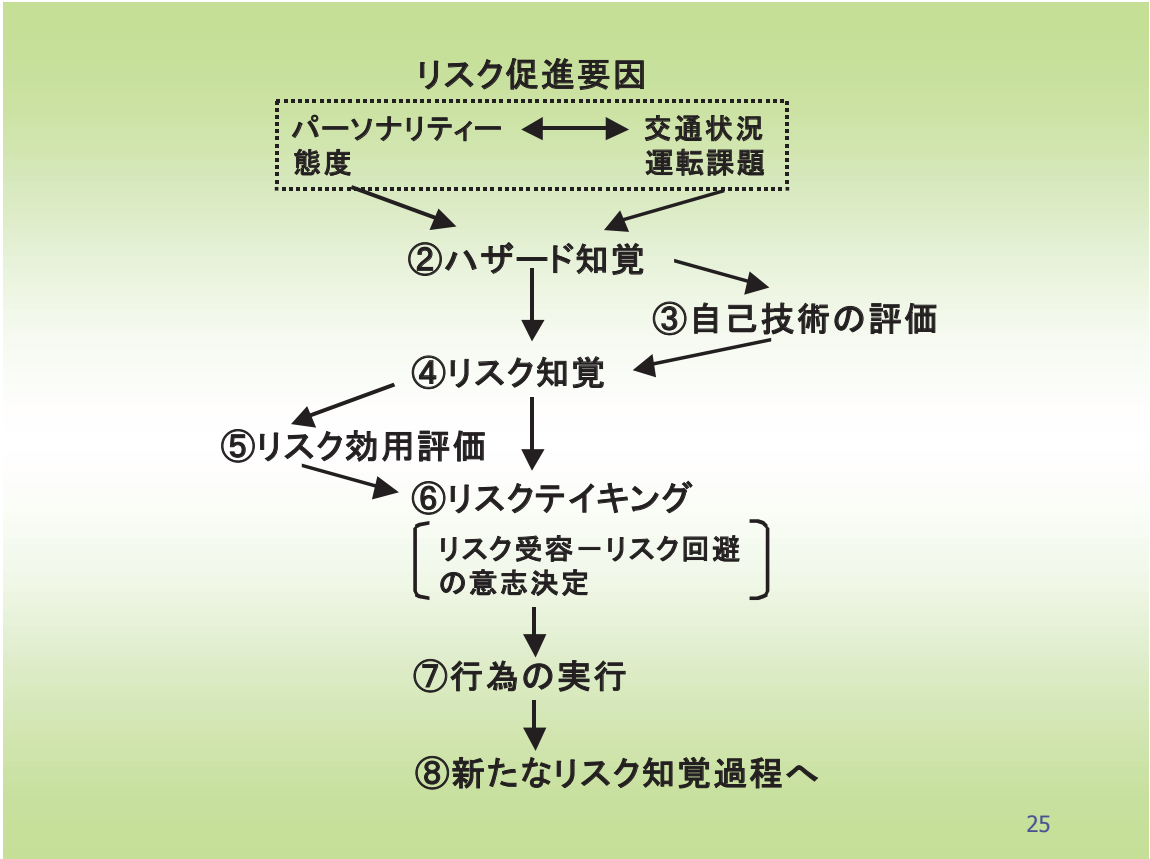 リスク促進要因
パーソナリティー 交通状況
態度 運転課題
②ハザード知覚
③自己技術の評価
④リスク知覚
⑤リスク効用評価
⑥リスクテイキング
リスク受容－リスク回避
の意志決定
⑦行為の実行
⑧新たなリスク知覚過程へ
25